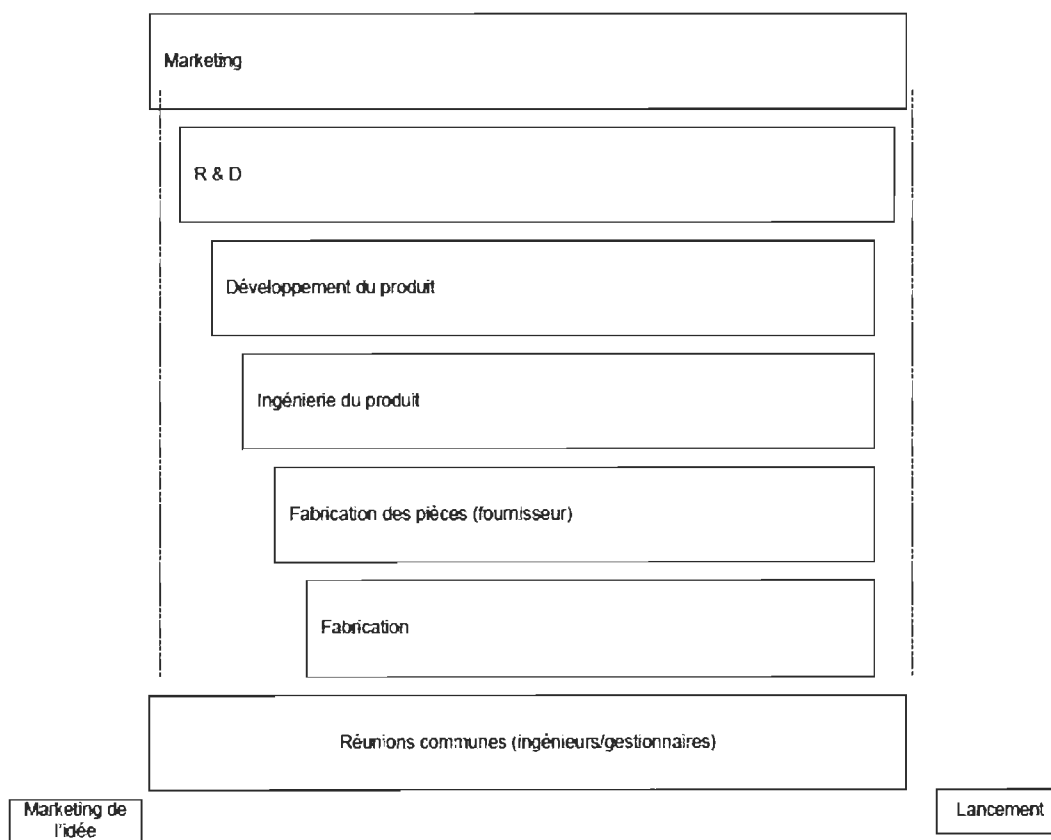 Marketing
R & D
Développement du produit
Ingénierie du produit
Fabrication des pièces (fournisseur)
Fabrication
Réunions communes (ingénieurs/gestionnaires)
Marketing de
l'idée
Lancement